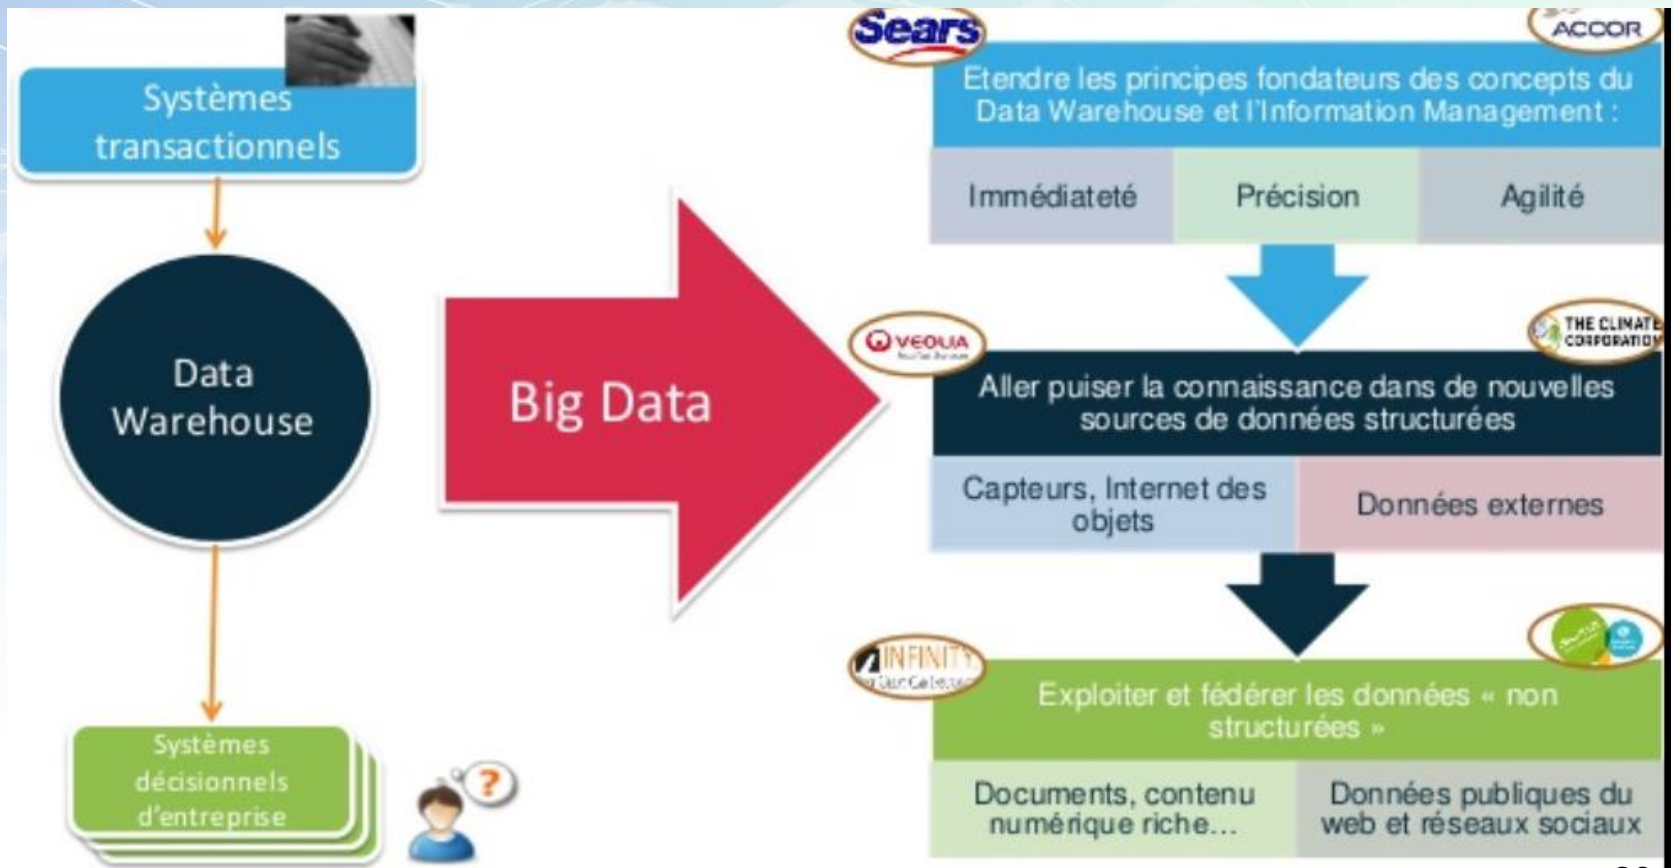 Systèmes
transactionnels
Data
Warehouse
Systèmes
décisionnels
d'entreprise
?
Big Data
Sears
ACCOR
Etendre les principes fondateurs des concepts du
Data Warehouse et l'Information Management :
Immédiateté
Précision
Agilité
VEOLIA
THE CLIMATE
CORPORATION
Aller puiser la connaissance dans de nouvelles
sources de données structurées
Capteurs, Internet des
objets
Données externes
INFINITY
Exploiter et fédérer les données « non
structurées »
Documents, contenu
numérique riche...
Données publiques du
web et réseaux sociaux